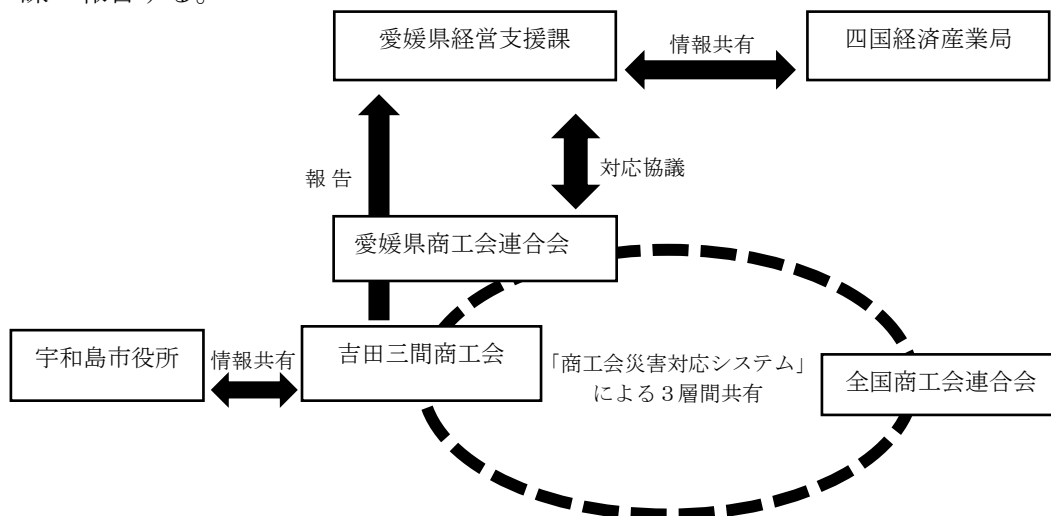 報告する。
愛媛県経営支援課
情報共有
四国経済産業局
報 告
対応協議
愛媛県商工会連合会
宇和島市役所
情報共有
吉田三間商工会
「商工会災害対応システム」
による３層間共有
全国商工会連合会